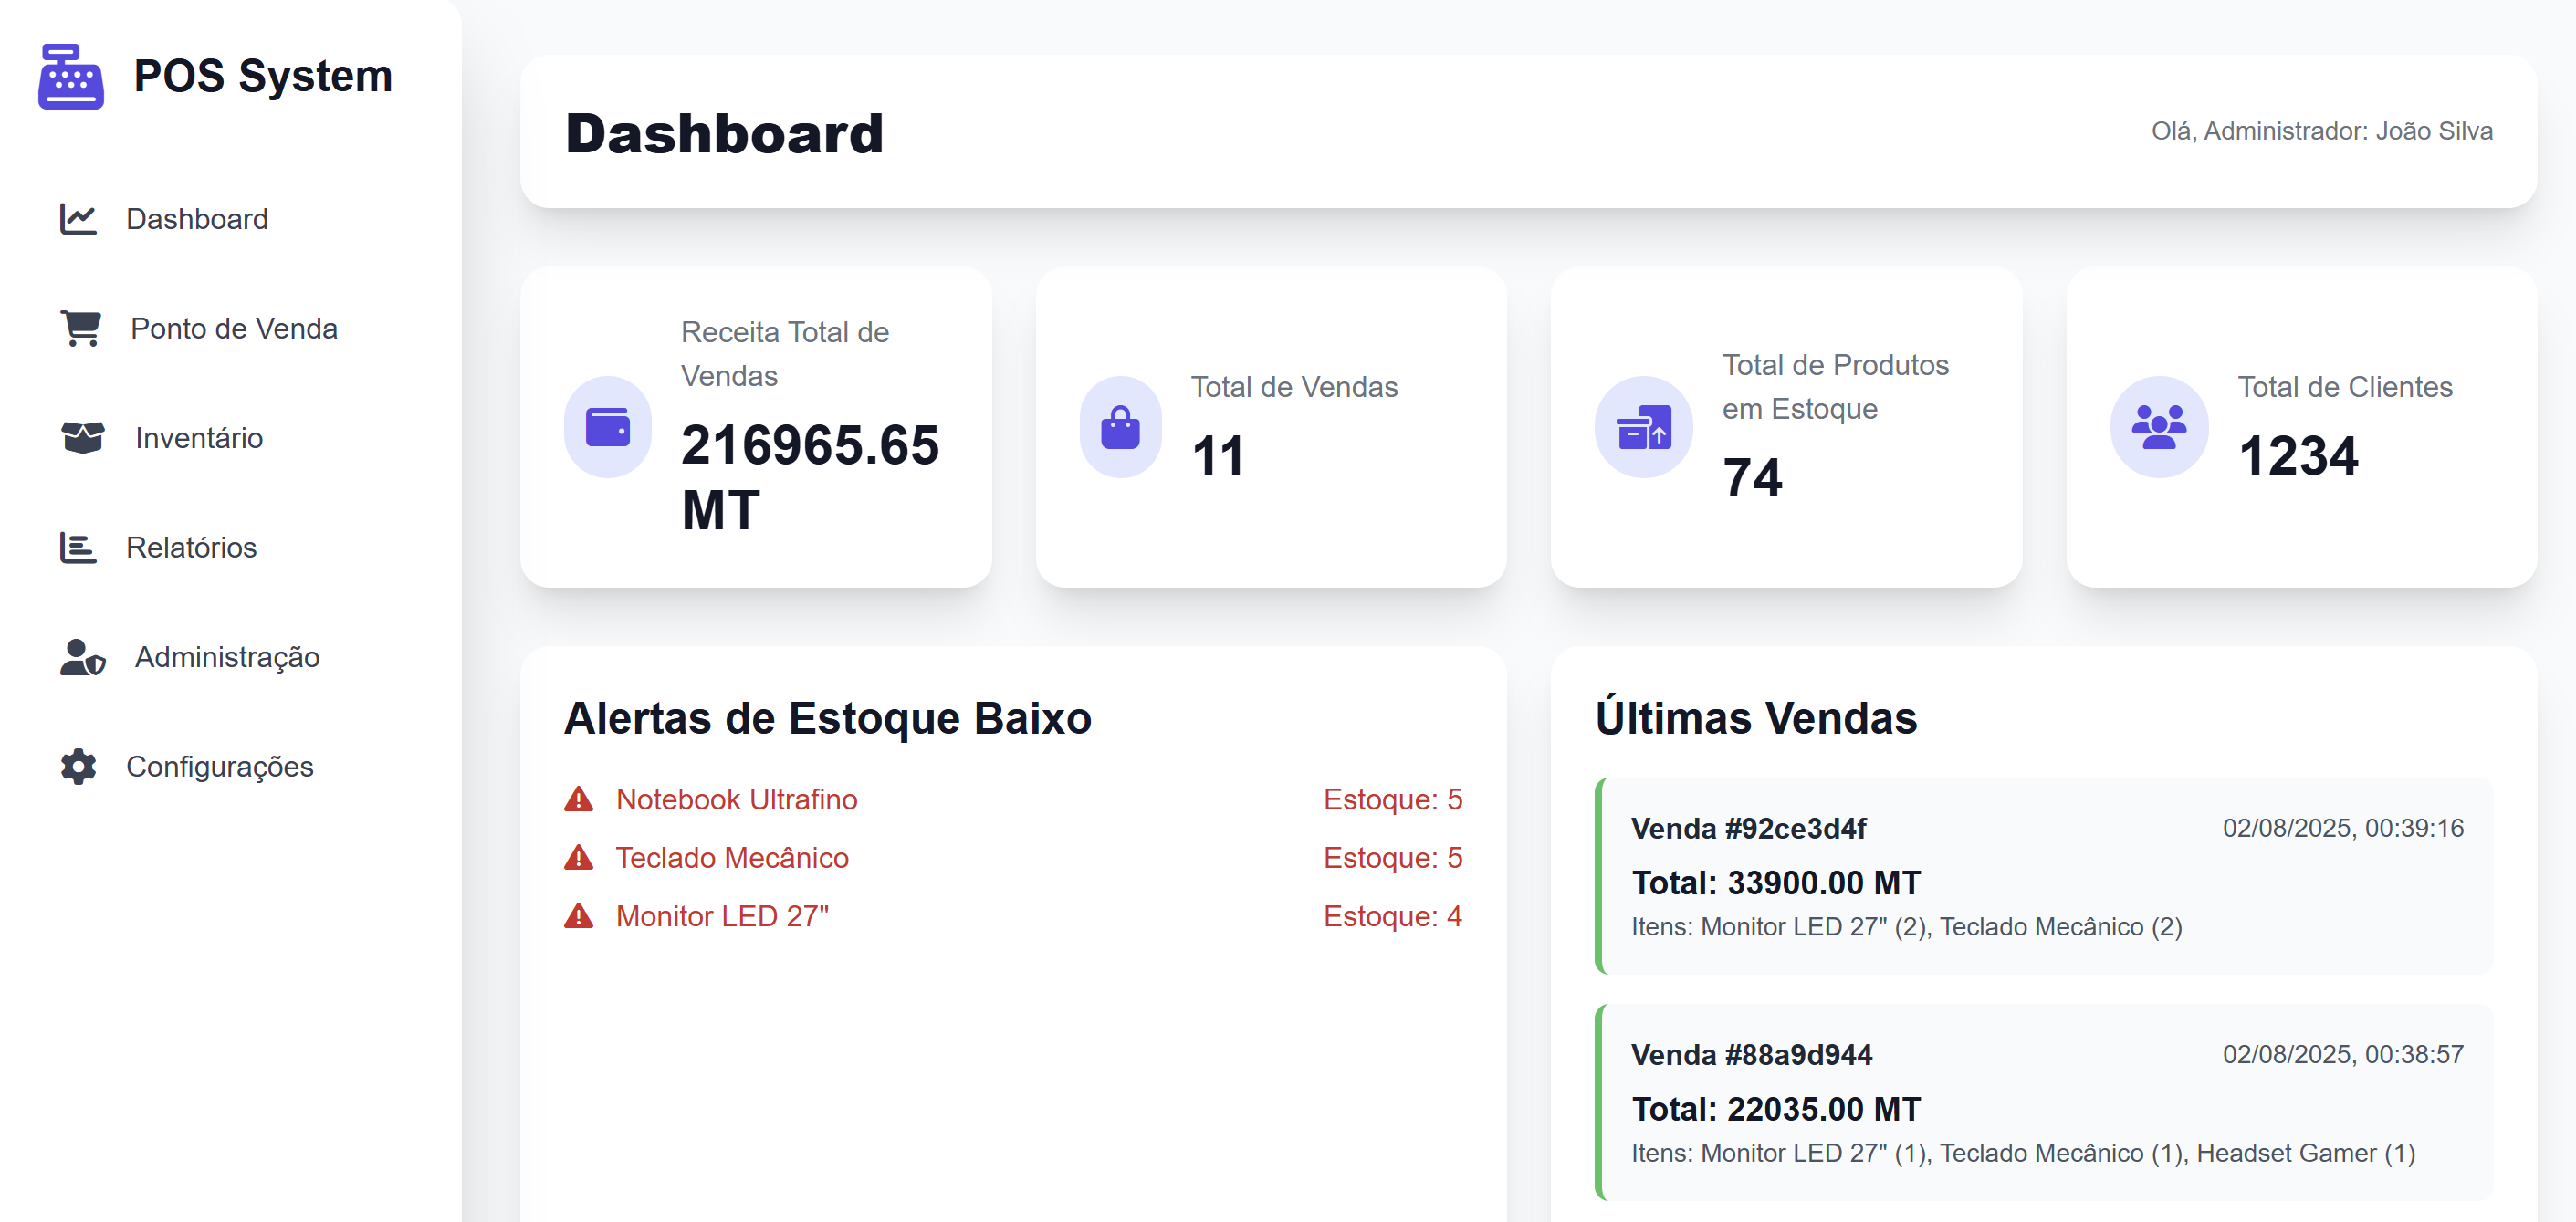 POS System
Dashboard
Ponto de Venda
Inventário
Relatórios
Administração
Configurações
Dashboard
Olá, Administrador: João Silva
Receita Total de
Vendas
216965.65
MT
Total de Vendas
11
Total de Produtos
em Estoque
74
Total de Clientes
1234
Alertas de Estoque Baixo
Notebook Ultrafino Estoque: 5
Teclado Mecânico Estoque: 5
Monitor LED 27" Estoque: 4
Últimas Vendas
Venda #92ce3d4f 02/08/2025, 00:39:16
Total: 33900.00 MT
Itens: Monitor LED 27" (2), Teclado Mecânico (2)
Venda #88a9d944 02/08/2025, 00:38:57
Total: 22035.00 MT
Itens: Monitor LED 27" (1), Teclado Mecânico (1), Headset Gamer (1)